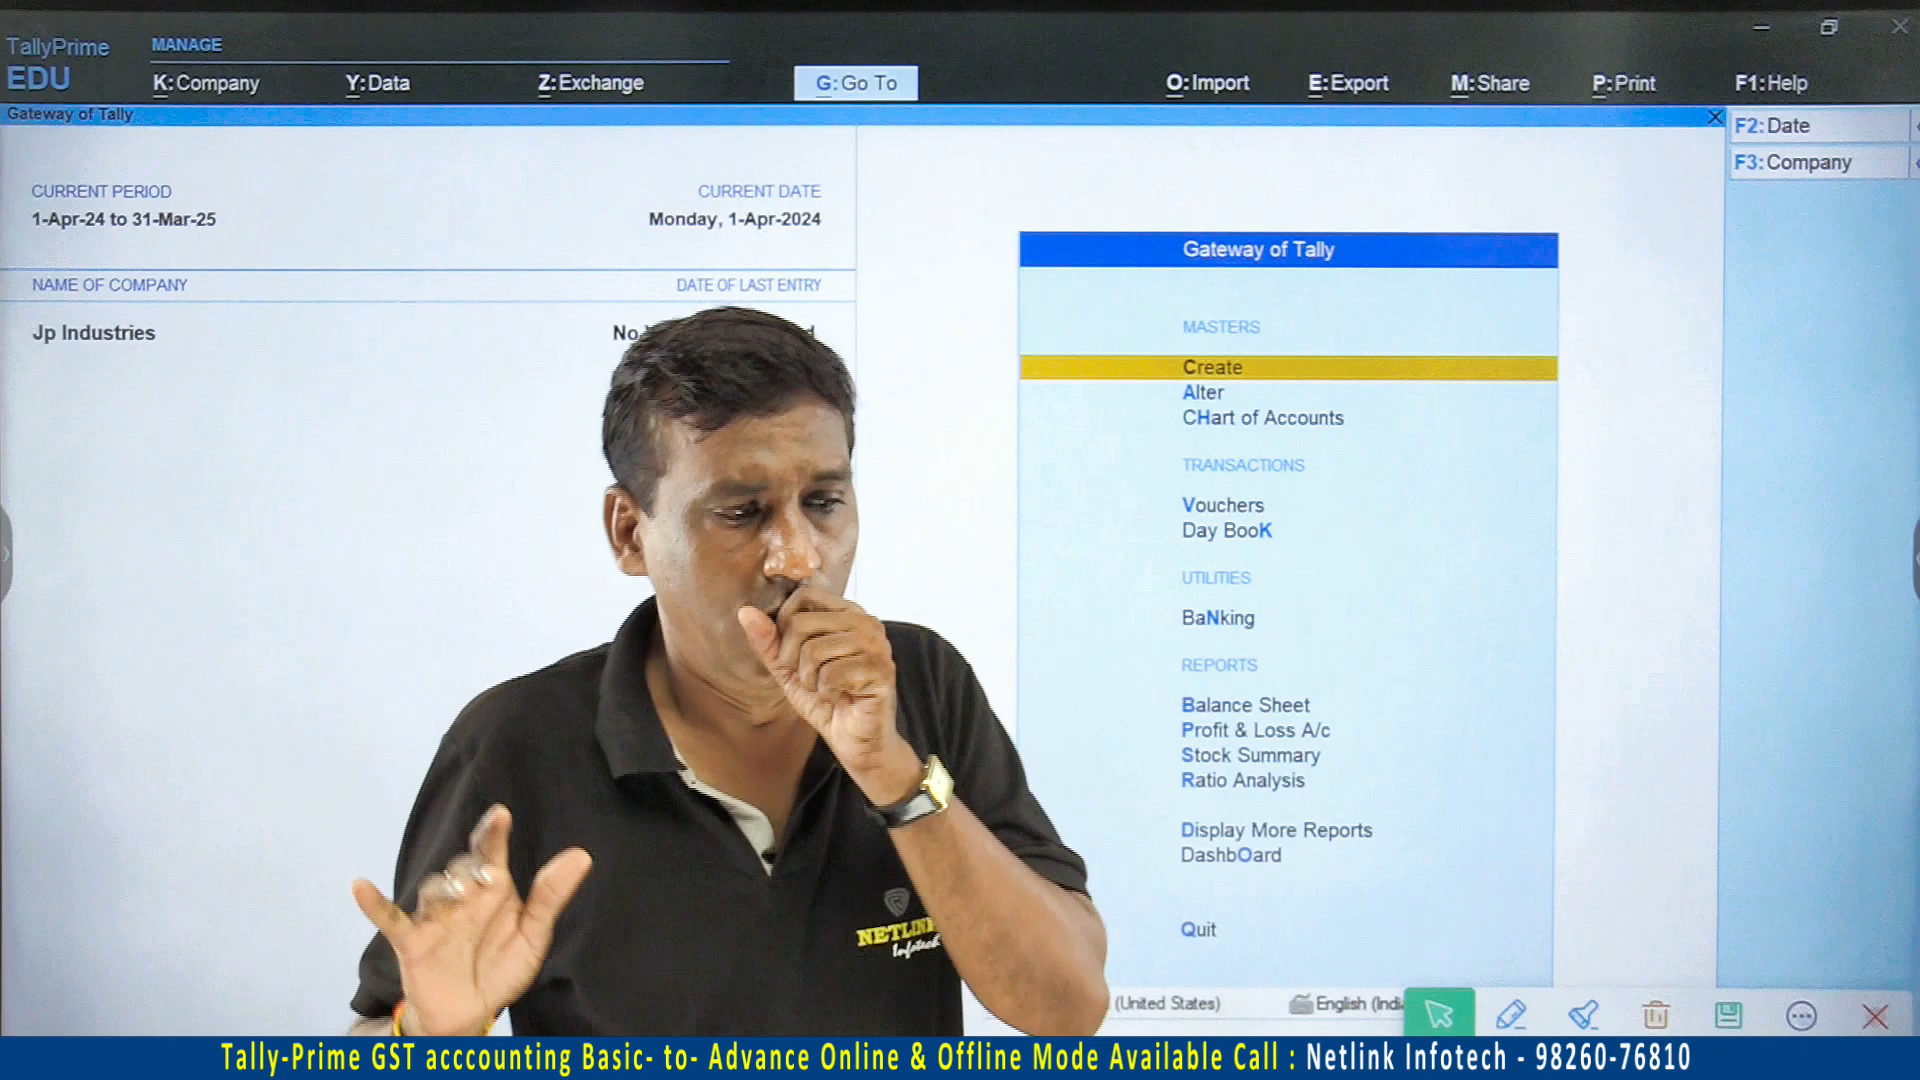 TallyPrime
EDU
MANAGE
K:Company
Y:Data
Z:Exchange
G:Go To
O:Import
E:Export
M:Share
P:Print
F1:Help
Gateway of Tally
F2:Date
F3:Company
CURRENT PERIOD
CURRENT DATE
1-Apr-24 to 31-Mar-25
Monday, 1-Apr-2024
NAME OF COMPANY
DATE OF LAST ENTRY
Jp Industries
No
Gateway of Tally
MASTERS
Create
Alter
CHart of Accounts
TRANSACTIONS
Vouchers
Day BooK
UTILITIES
BaNking
REPORTS
Balance Sheet
Profit & Loss A/c
Stock Summary
Ratio Analysis
Display More Reports
DashbOard
Quit
NETLINK
Infotech
(United States)
English
Tally-Prime GST acccounting Basic- to- Advance Online & Offline Mode Available Call : Netlink Infotech - 98260-76810